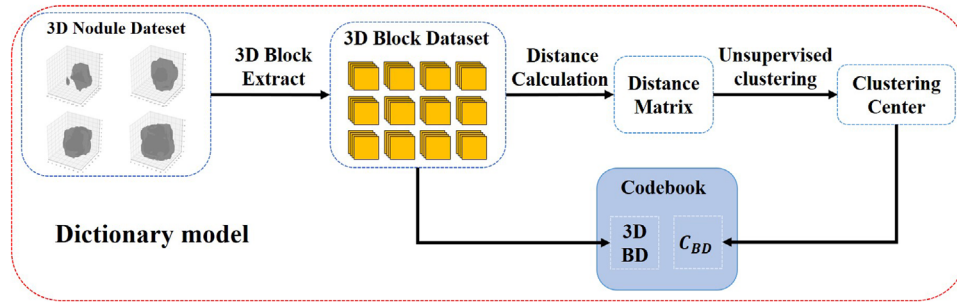 3D Nodule Dateset
3D Block
Extract
3D Block Dataset
Distance
Calculation
Distance
Matrix
Unsupervised
clustering
Clustering
Center
Codebook
3D
BD
C_BD
Dictionary model